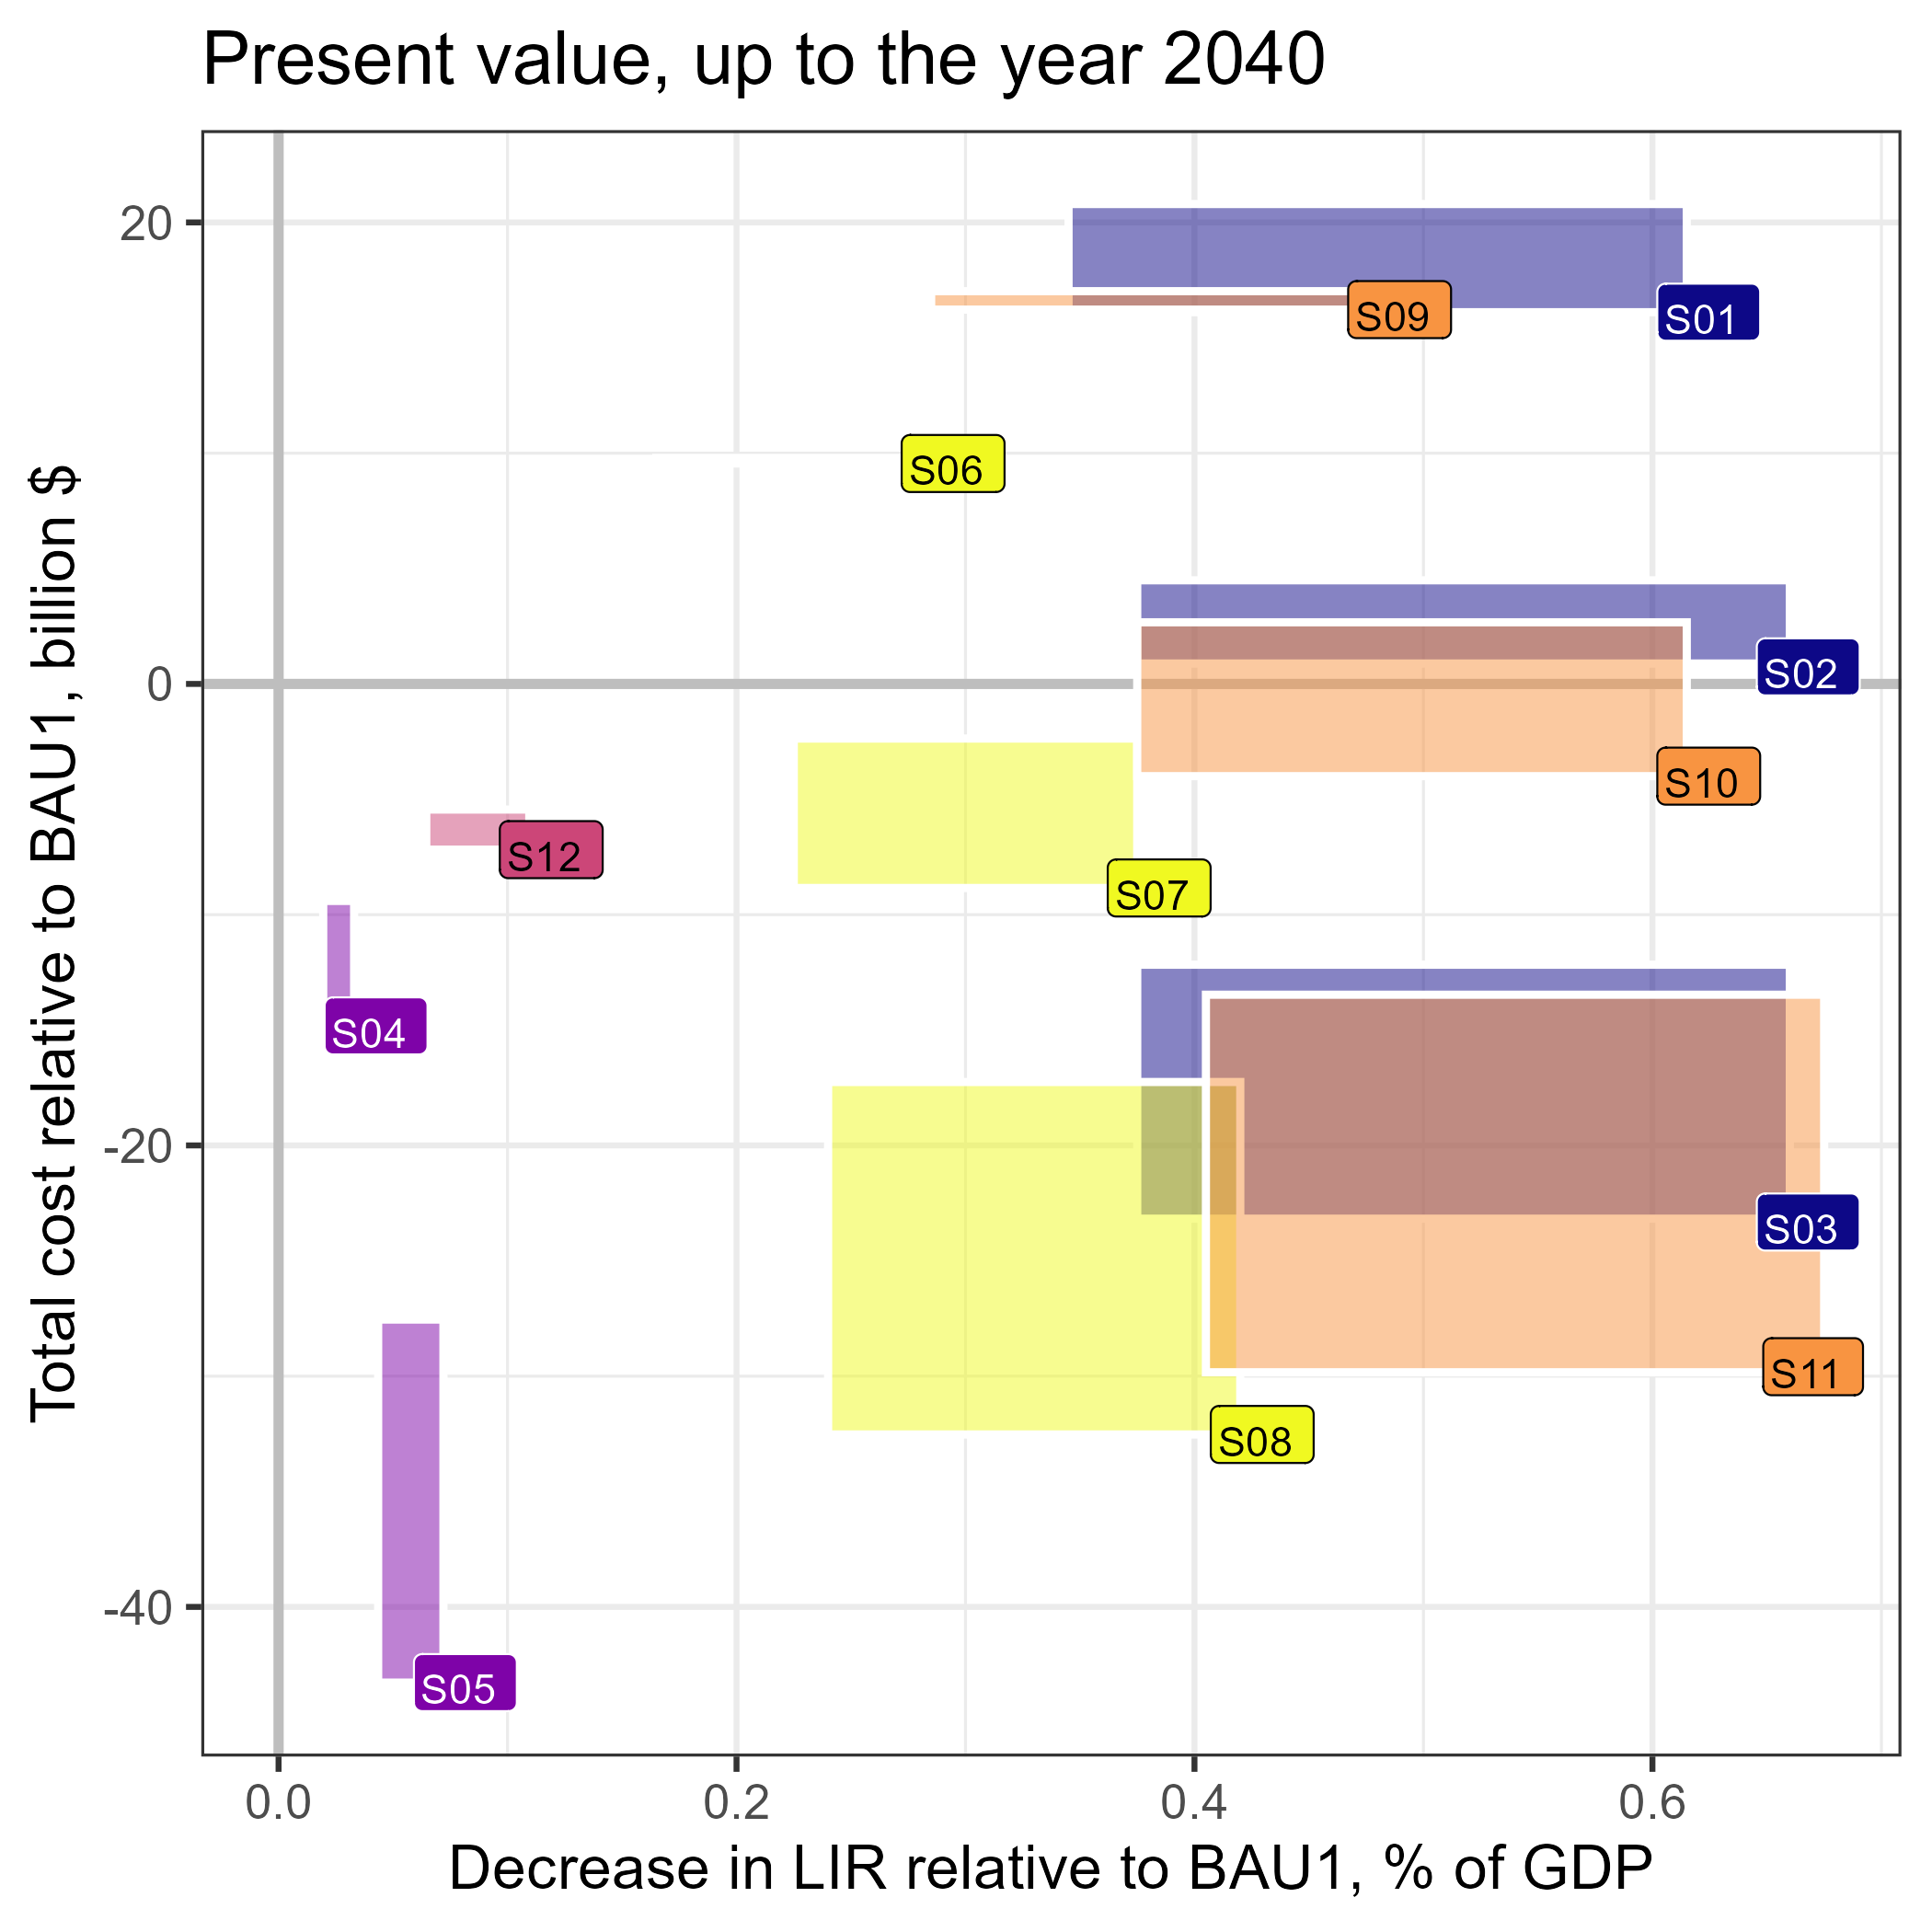 Present value, up to the year 2040
Total cost relative to BAU1, billion $
20
0
-20
-40
S09
S01
S06
S02
S10
S12
S07
S04
S03
S11
S08
S05
0.0
0.2
0.4
0.6
Decrease in LIR relative to BAU1, % of GDP